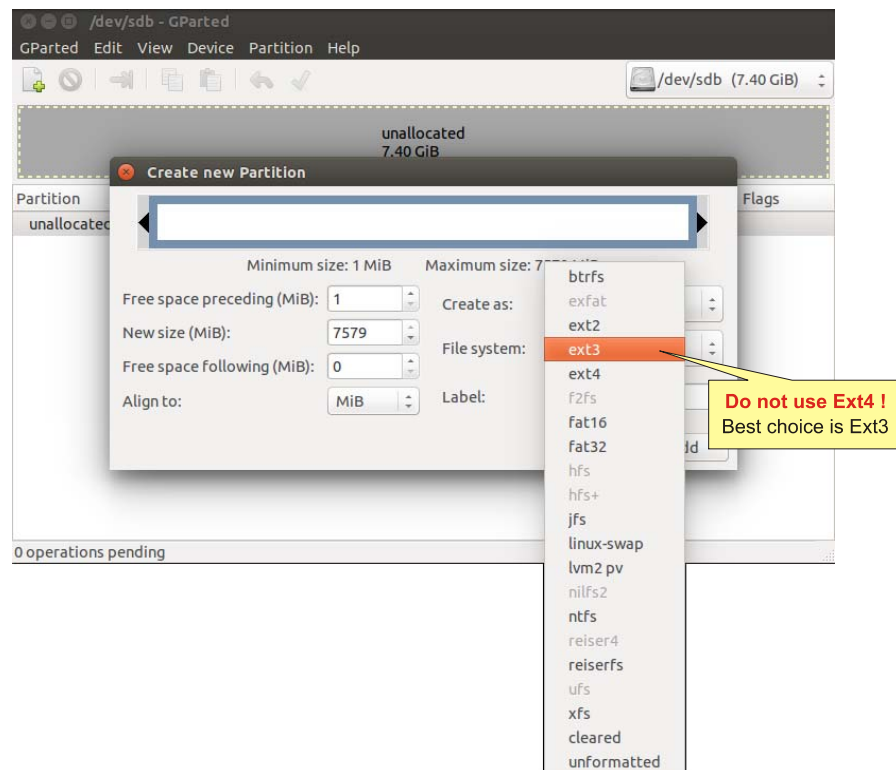 /dev/sdb - GParted
GParted Edit View Device Partition Help
/dev/sdb (7.40 GiB)
unallocated
7.40 GiB
Create new Partition
Partition
Flags
unallocated
Minimum size: 1 MiB Maximum size:
Free space preceding (MiB): 1
Create as:
New size (MiB): 7579
File system:
Free space following (MiB): 0
Label:
Align to: MiB
btrfs
exfat
ext2
ext3
ext4
f2fs
fat16
fat32
hfs
hfs+
jfs
linux-swap
lvm2 pv
nilfs2
ntfs
reiser4
reiserfs
ufs
xfs
cleared
unformatted
Do not use Ext4 !
Best choice is Ext3
0 operations pending